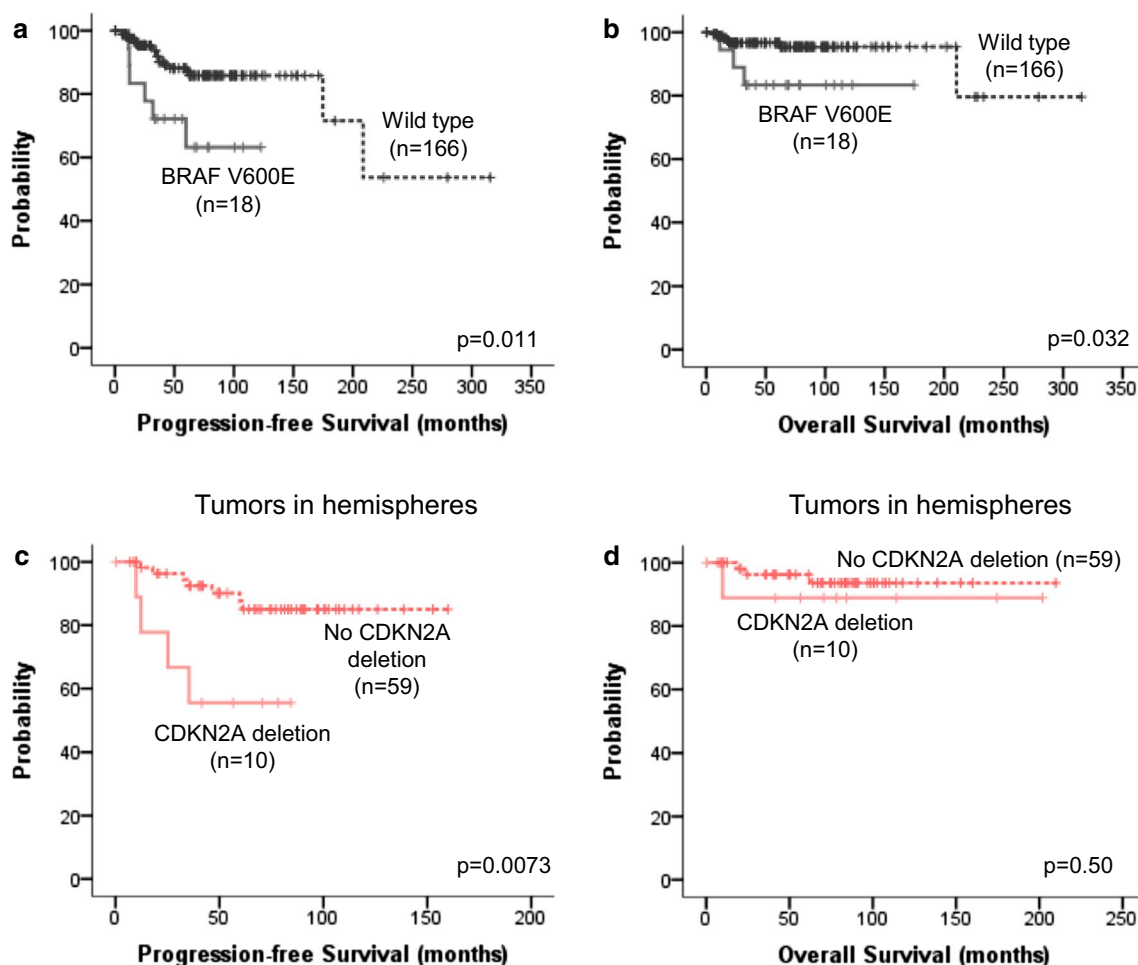 a
100
80
60
40
20
0
Probability
Wild type
(n=166)
BRAF V600E
(n=18)
p=0.011
0 50 100 150 200 250 300 350
Progression-free Survival (months)
b
100
80
60
40
20
0
Probability
Wild type
(n=166)
BRAF V600E
(n=18)
p=0.032
0 50 100 150 200 250 300 350
Overall Survival (months)
Tumors in hemispheres
c
100
80
60
40
20
0
Probability
No CDKN2A
deletion
(n=59)
CDKN2A deletion
(n=10)
p=0.0073
0 50 100 150 200
Progression-free Survival (months)
Tumors in hemispheres
d
100
80
60
40
20
0
Probability
No CDKN2A deletion (n=59)
CDKN2A deletion
(n=10)
p=0.50
0 50 100 150 200 250
Overall Survival (months)